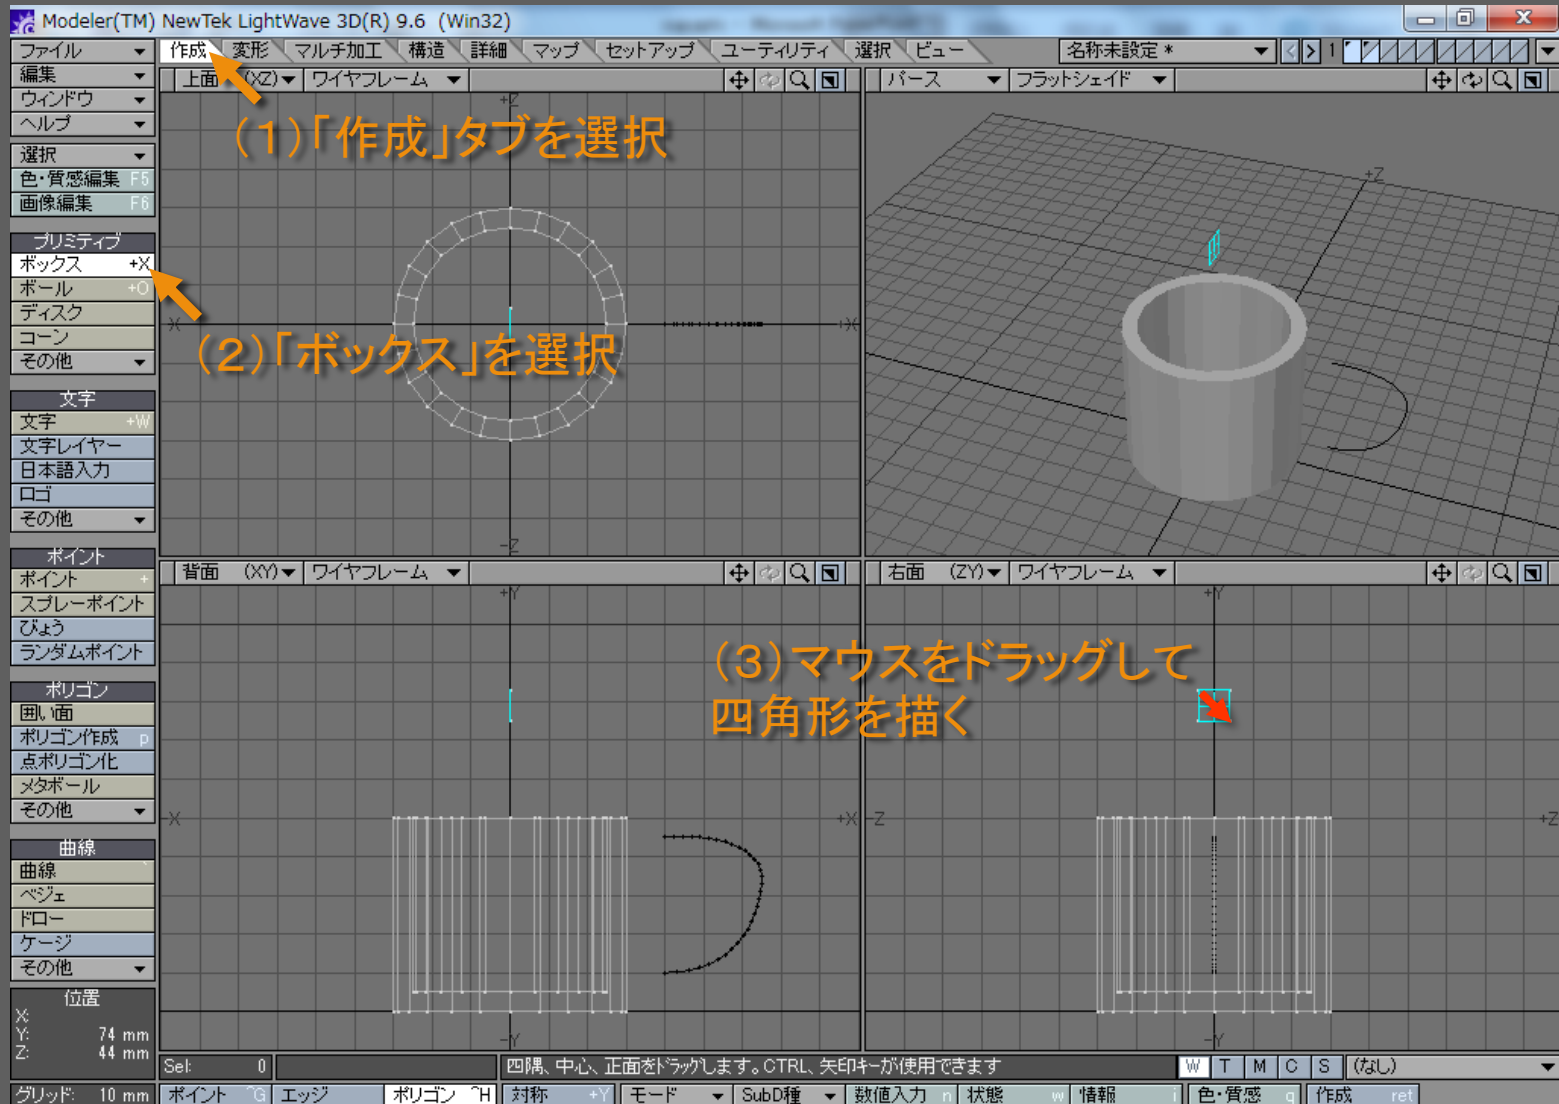 Modeler(TM) NewTek LightWave 3D(R) 9.6 (Win32)
ファイル
作成 変形 マルチ加工 構造 詳細 マップ セットアップ ユーティリティ 選択 ビュー
名称未設定 *
1
編集
ウィンドウ
ヘルプ
選択
色・質感編集 F5
画像編集 F6
プリミティブ
ボックス +X
ボール +O
ディスク
コーン
その他
文字
文字 +W
文字レイヤー
日本語入力
ロゴ
その他
ポイント
ポイント +
スプレーポイント
びょう
ランダムポイント
ポリゴン
囲い面
ポリゴン作成 p
点ポリゴン化
メタボール
その他
曲線
曲線 `
ベジェ
ドロー
ケージ
その他
位置
X:
Y: 74 mm
Z: 44 mm
グリッド: 10 mm
上面 (XZ) ワイヤフレーム
+Z
-X
+X
-Z
(1)「作成」タブを選択
(2)「ボックス」を選択
パース フラットシェイド
+Z
背面 (XY) ワイヤフレーム
+Y
-X
+X
-Y
右面 (ZY) ワイヤフレーム
+Y
-Z
+Z
-Y
(3)マウスをドラッグして
四角形を描く
Sel: 0
四隅、中心、正面をドラッグします。CTRL、矢印キーが使用できます
W T M C S (なし)
ポイント ^G エッジ ポリゴン ^H 対称 +Y モード SubD種 数値入力 n 状態 w 情報 i 色・質感 q 作成 ret